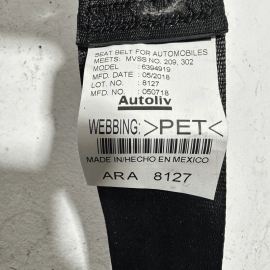 SEAT BELT FOR AUTOMOBILES
MEETS: MVSS NO. 209, 302
MODEL : 6394919
MFD. DATE : 05/2018
LOT. NO. : 8127
MFD. NO. : 050718
Autoliv
WEBBING: >PET<
MADE IN/HECHO EN MEXICO
ARA 8127